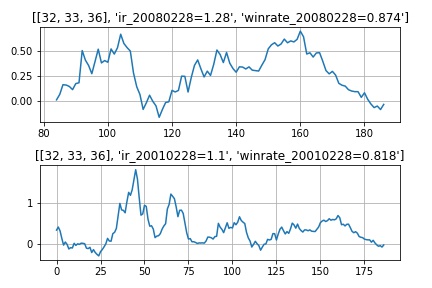 [[32, 33, 36], 'ir_20080228=1.28', 'winrate_20080228=0.874']
0.50
0.25
0.00
80 100 120 140 160 180
[[32, 33, 36], 'ir_20010228=1.1', 'winrate_20010228=0.818']
1
0
0 25 50 75 100 125 150 175